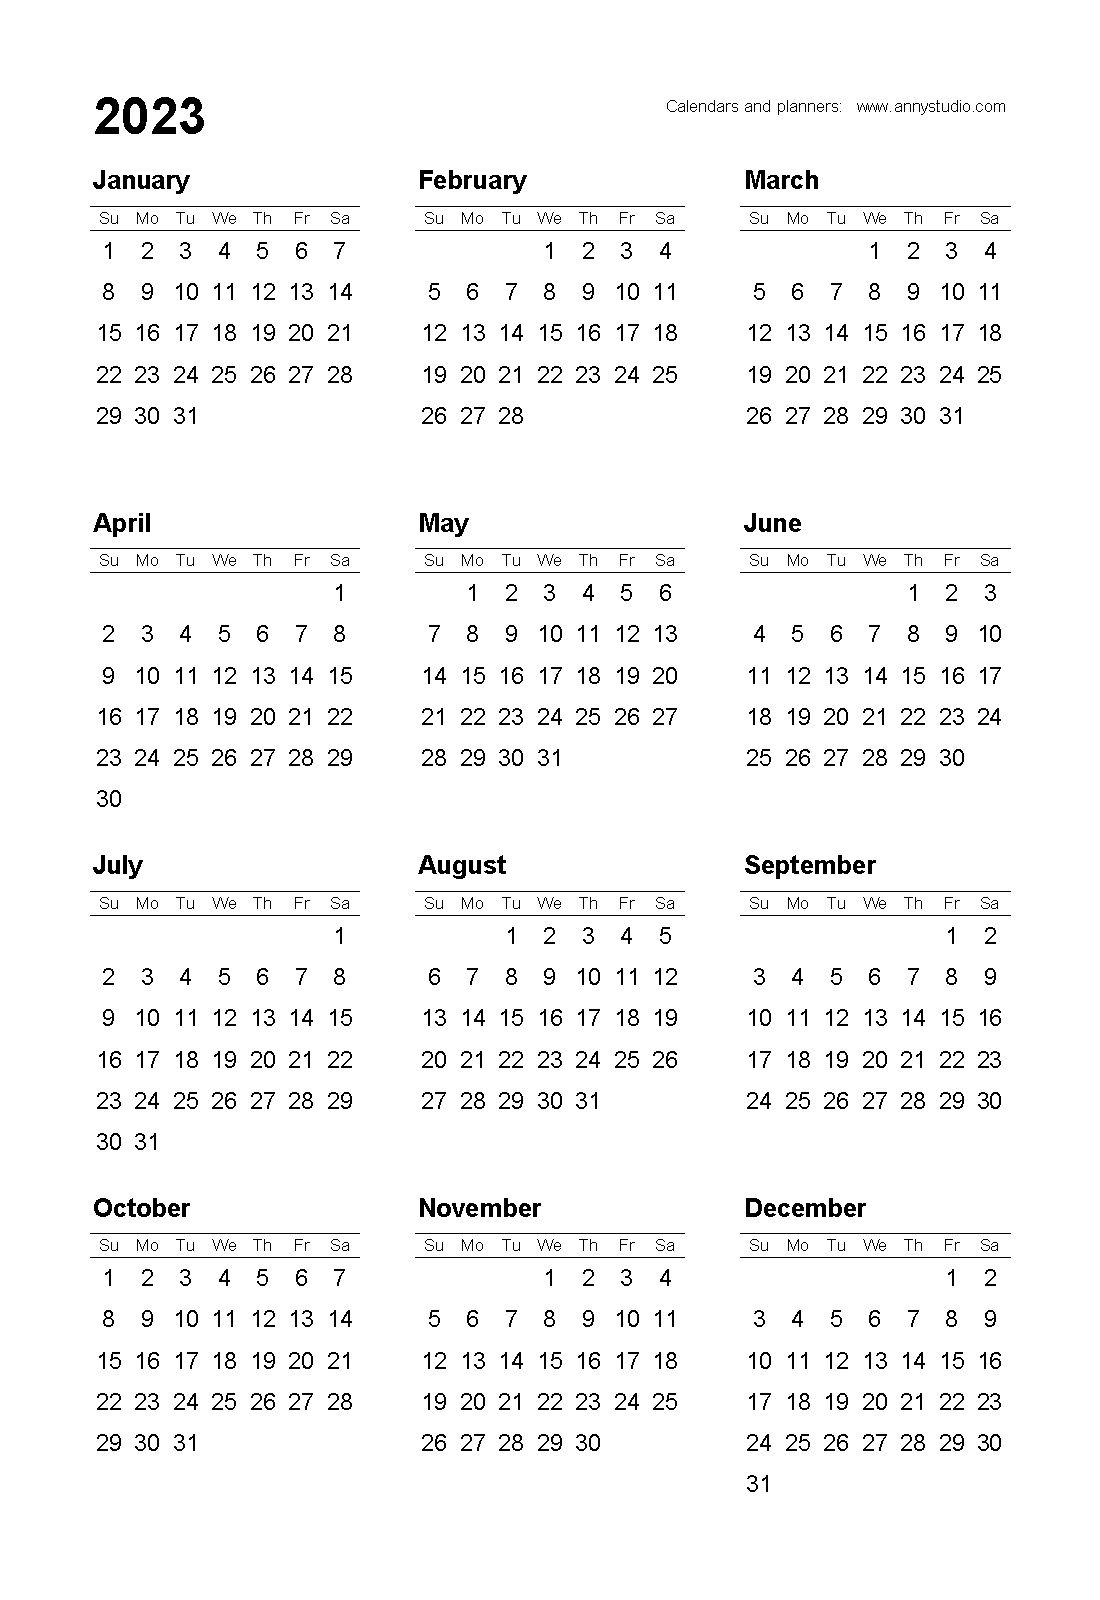 2023 Calendars and planners: www.annystudio.com
January
Su Mo Tu We Th Fr Sa
1 2 3 4 5 6 7
8 9 10 11 12 13 14
15 16 17 18 19 20 21
22 23 24 25 26 27 28
29 30 31
February
Su Mo Tu We Th Fr Sa
1 2 3 4
5 6 7 8 9 10 11
12 13 14 15 16 17 18
19 20 21 22 23 24 25
26 27 28
March
Su Mo Tu We Th Fr Sa
1 2 3 4
5 6 7 8 9 10 11
12 13 14 15 16 17 18
19 20 21 22 23 24 25
26 27 28 29 30 31
April
Su Mo Tu We Th Fr Sa
1
2 3 4 5 6 7 8
9 10 11 12 13 14 15
16 17 18 19 20 21 22
23 24 25 26 27 28 29
30
May
Su Mo Tu We Th Fr Sa
1 2 3 4 5 6
7 8 9 10 11 12 13
14 15 16 17 18 19 20
21 22 23 24 25 26 27
28 29 30 31
June
Su Mo Tu We Th Fr Sa
1 2 3
4 5 6 7 8 9 10
11 12 13 14 15 16 17
18 19 20 21 22 23 24
25 26 27 28 29 30
July
Su Mo Tu We Th Fr Sa
1
2 3 4 5 6 7 8
9 10 11 12 13 14 15
16 17 18 19 20 21 22
23 24 25 26 27 28 29
30 31
August
Su Mo Tu We Th Fr Sa
1 2 3 4 5
6 7 8 9 10 11 12
13 14 15 16 17 18 19
20 21 22 23 24 25 26
27 28 29 30 31
September
Su Mo Tu We Th Fr Sa
1 2
3 4 5 6 7 8 9
10 11 12 13 14 15 16
17 18 19 20 21 22 23
24 25 26 27 28 29 30
October
Su Mo Tu We Th Fr Sa
1 2 3 4 5 6 7
8 9 10 11 12 13 14
15 16 17 18 19 20 21
22 23 24 25 26 27 28
29 30 31
November
Su Mo Tu We Th Fr Sa
1 2 3 4
5 6 7 8 9 10 11
12 13 14 15 16 17 18
19 20 21 22 23 24 25
26 27 28 29 30
December
Su Mo Tu We Th Fr Sa
1 2
3 4 5 6 7 8 9
10 11 12 13 14 15 16
17 18 19 20 21 22 23
24 25 26 27 28 29 30
31